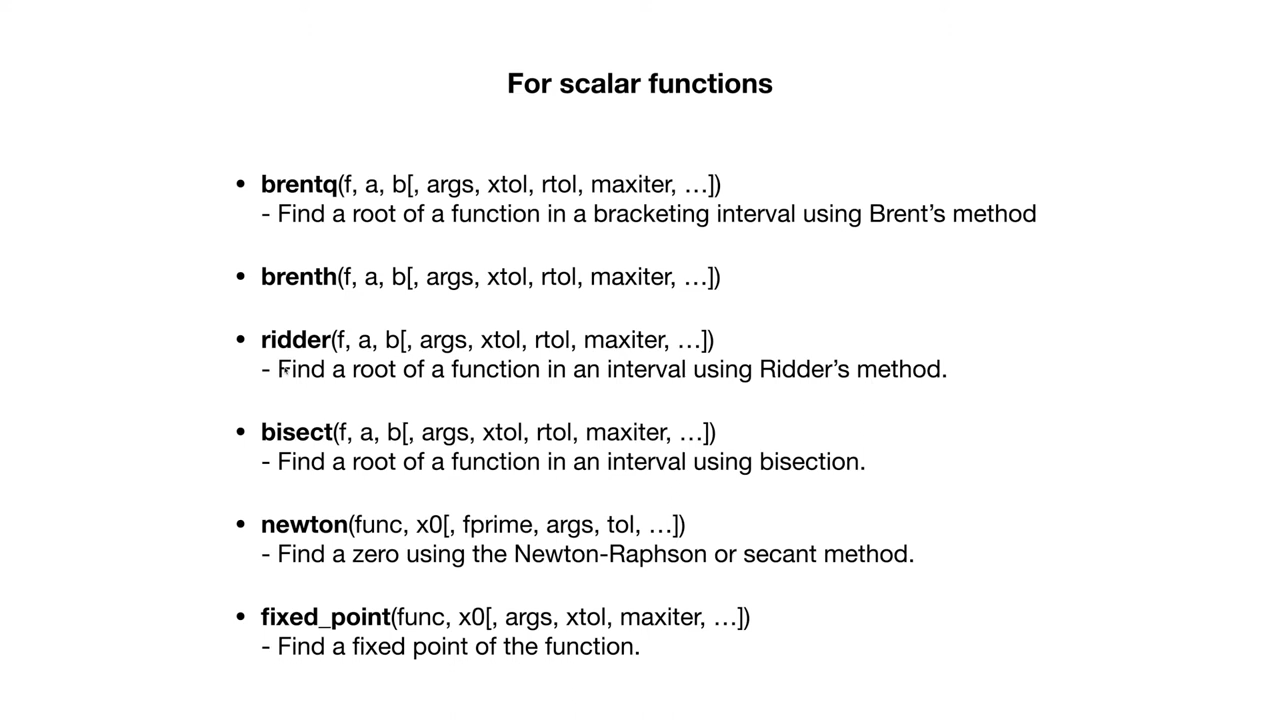 For scalar functions
• brentq(f, a, b[, args, xtol, rtol, maxiter, …])
- Find a root of a function in a bracketing interval using Brent’s method
• brenth(f, a, b[, args, xtol, rtol, maxiter, …])
• ridder(f, a, b[, args, xtol, rtol, maxiter, …])
- Find a root of a function in an interval using Ridder’s method.
• bisect(f, a, b[, args, xtol, rtol, maxiter, …])
- Find a root of a function in an interval using bisection.
• newton(func, x0[, fprime, args, tol, …])
- Find a zero using the Newton-Raphson or secant method.
• fixed_point(func, x0[, args, xtol, maxiter, …])
- Find a fixed point of the function.